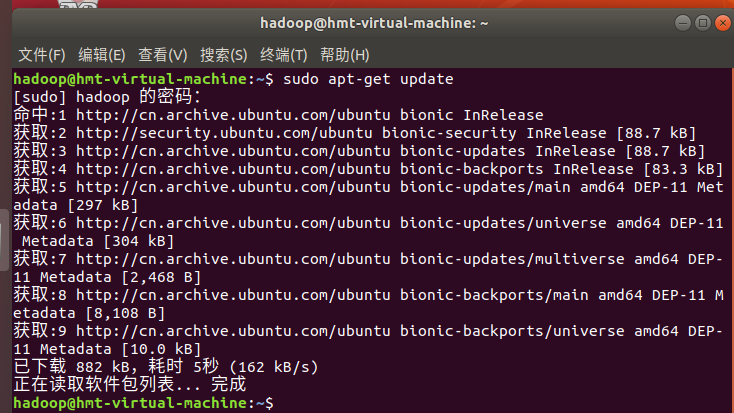 hadoop@hmt-virtual-machine: ~
文件(F) 编辑(E) 查看(V) 搜索(S) 终端(T) 帮助(H)
hadoop@hmt-virtual-machine:~$ sudo apt-get update
[sudo] hadoop 的密码：
命中:1 http://cn.archive.ubuntu.com/ubuntu bionic InRelease
获取:2 http://security.ubuntu.com/ubuntu bionic-security InRelease [88.7 kB]
获取:3 http://cn.archive.ubuntu.com/ubuntu bionic-updates InRelease [88.7 kB]
获取:4 http://cn.archive.ubuntu.com/ubuntu bionic-backports InRelease [83.3 kB]
获取:5 http://cn.archive.ubuntu.com/ubuntu bionic-updates/main amd64 DEP-11 Met
adata [297 kB]
获取:6 http://cn.archive.ubuntu.com/ubuntu bionic-updates/universe amd64 DEP-11
 Metadata [304 kB]
获取:7 http://cn.archive.ubuntu.com/ubuntu bionic-updates/multiverse amd64 DEP-
11 Metadata [2,468 B]
获取:8 http://cn.archive.ubuntu.com/ubuntu bionic-backports/main amd64 DEP-11 M
etadata [8,108 B]
获取:9 http://cn.archive.ubuntu.com/ubuntu bionic-backports/universe amd64 DEP-
11 Metadata [10.0 kB]
已下载 882 kB，耗时 5秒 (162 kB/s)
正在读取软件包列表... 完成
hadoop@hmt-virtual-machine:~$